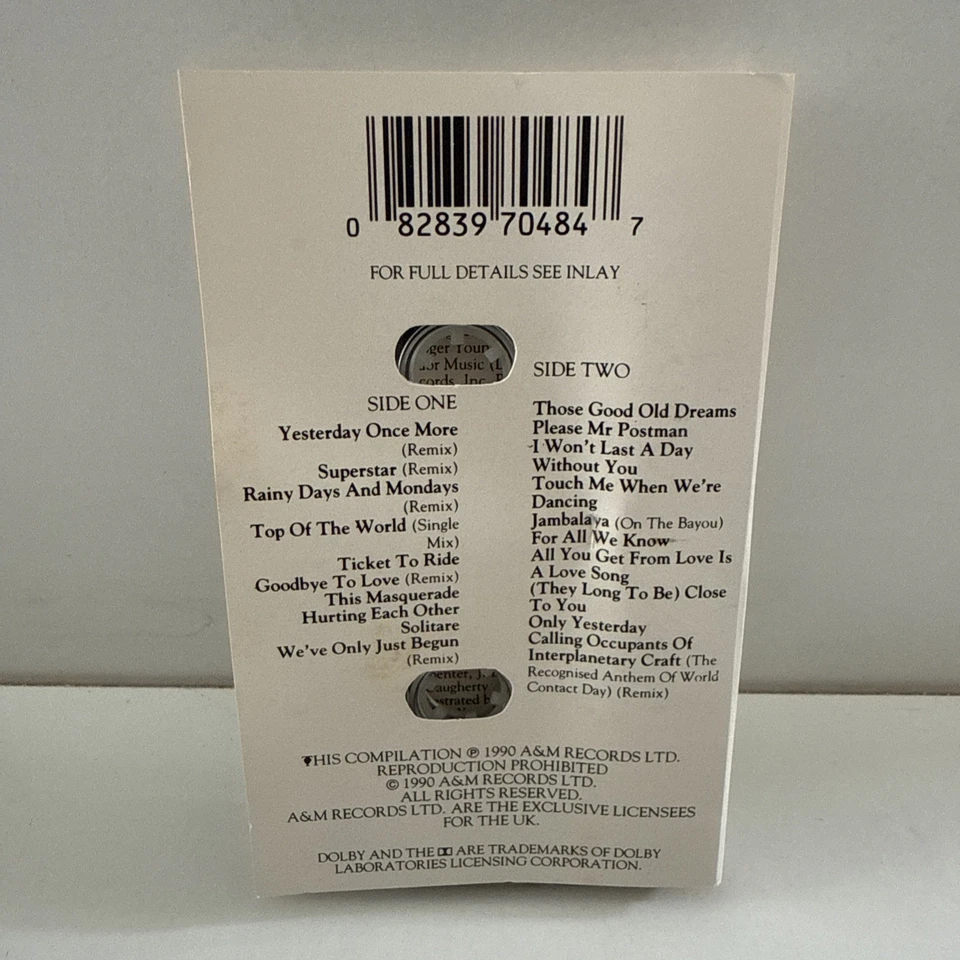 0 82839 70484 7
FOR FULL DETAILS SEE INLAY
Music
SIDE ONE
Yesterday Once More
(Remix)
Superstar (Remix)
Rainy Days And Mondays
(Remix)
Top Of The World (Single
Mix)
Ticket To Ride
Goodbye To Love (Remix)
This Masquerade
Hurting Each Other
Solitare
We've Only Just Begun
(Remix)
SIDE TWO
Those Good Old Dreams
Please Mr Postman
I Won't Last A Day
Without You
Touch Me When We're
Dancing
Jambalaya (On The Bayou)
For All We Know
All You Get From Love Is
A Love Song
(They Long To Be) Close
To You
Only Yesterday
Calling Occupants Of
Interplanetary Craft (The
Recognised Anthem Of World
Contact Day) (Remix)
THIS COMPILATION ℗ 1990 A&M RECORDS LTD.
REPRODUCTION PROHIBITED
© 1990 A&M RECORDS LTD.
ALL RIGHTS RESERVED.
A&M RECORDS LTD. ARE THE EXCLUSIVE LICENSEES
FOR THE UK.
DOLBY AND THE ARE TRADEMARKS OF DOLBY
LABORATORIES LICENSING CORPORATION.